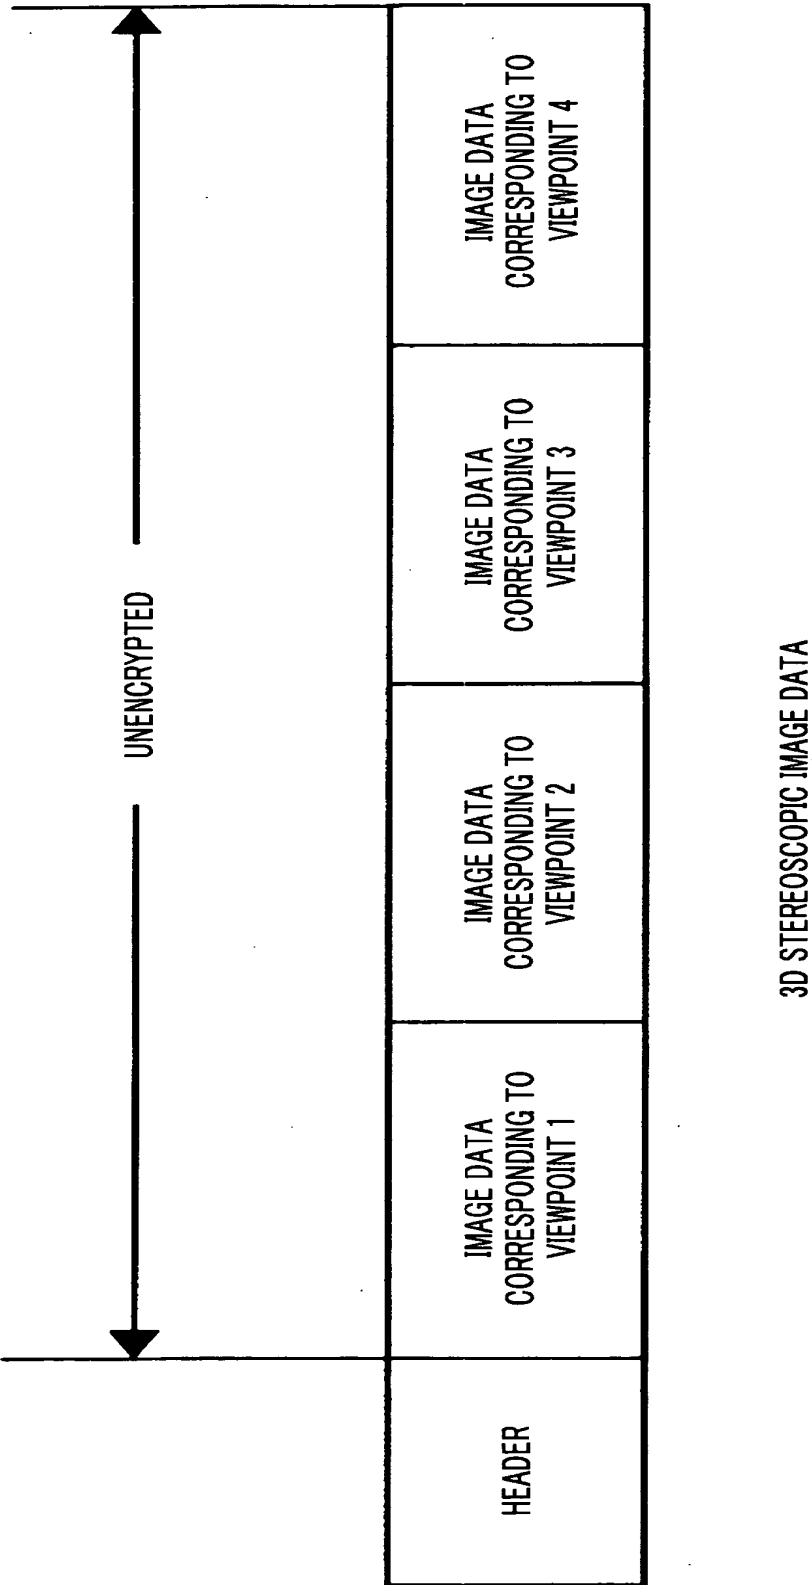 UNENCRYPTED
HEADER
IMAGE DATA
CORRESPONDING TO
VIEWPOINT 1
IMAGE DATA
CORRESPONDING TO
VIEWPOINT 2
IMAGE DATA
CORRESPONDING TO
VIEWPOINT 3
IMAGE DATA
CORRESPONDING TO
VIEWPOINT 4
3D STEREOSCOPIC IMAGE DATA